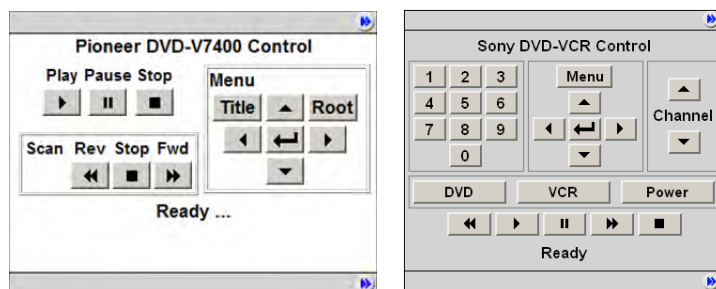 Pioneer DVD-V7400 Control
Play Pause Stop
Menu
Title Root
Scan Rev Stop Fwd
Ready ...
Sony DVD-VCR Control
1 2 3
4 5 6
7 8 9
0
Menu
Channel
DVD VCR Power
Ready